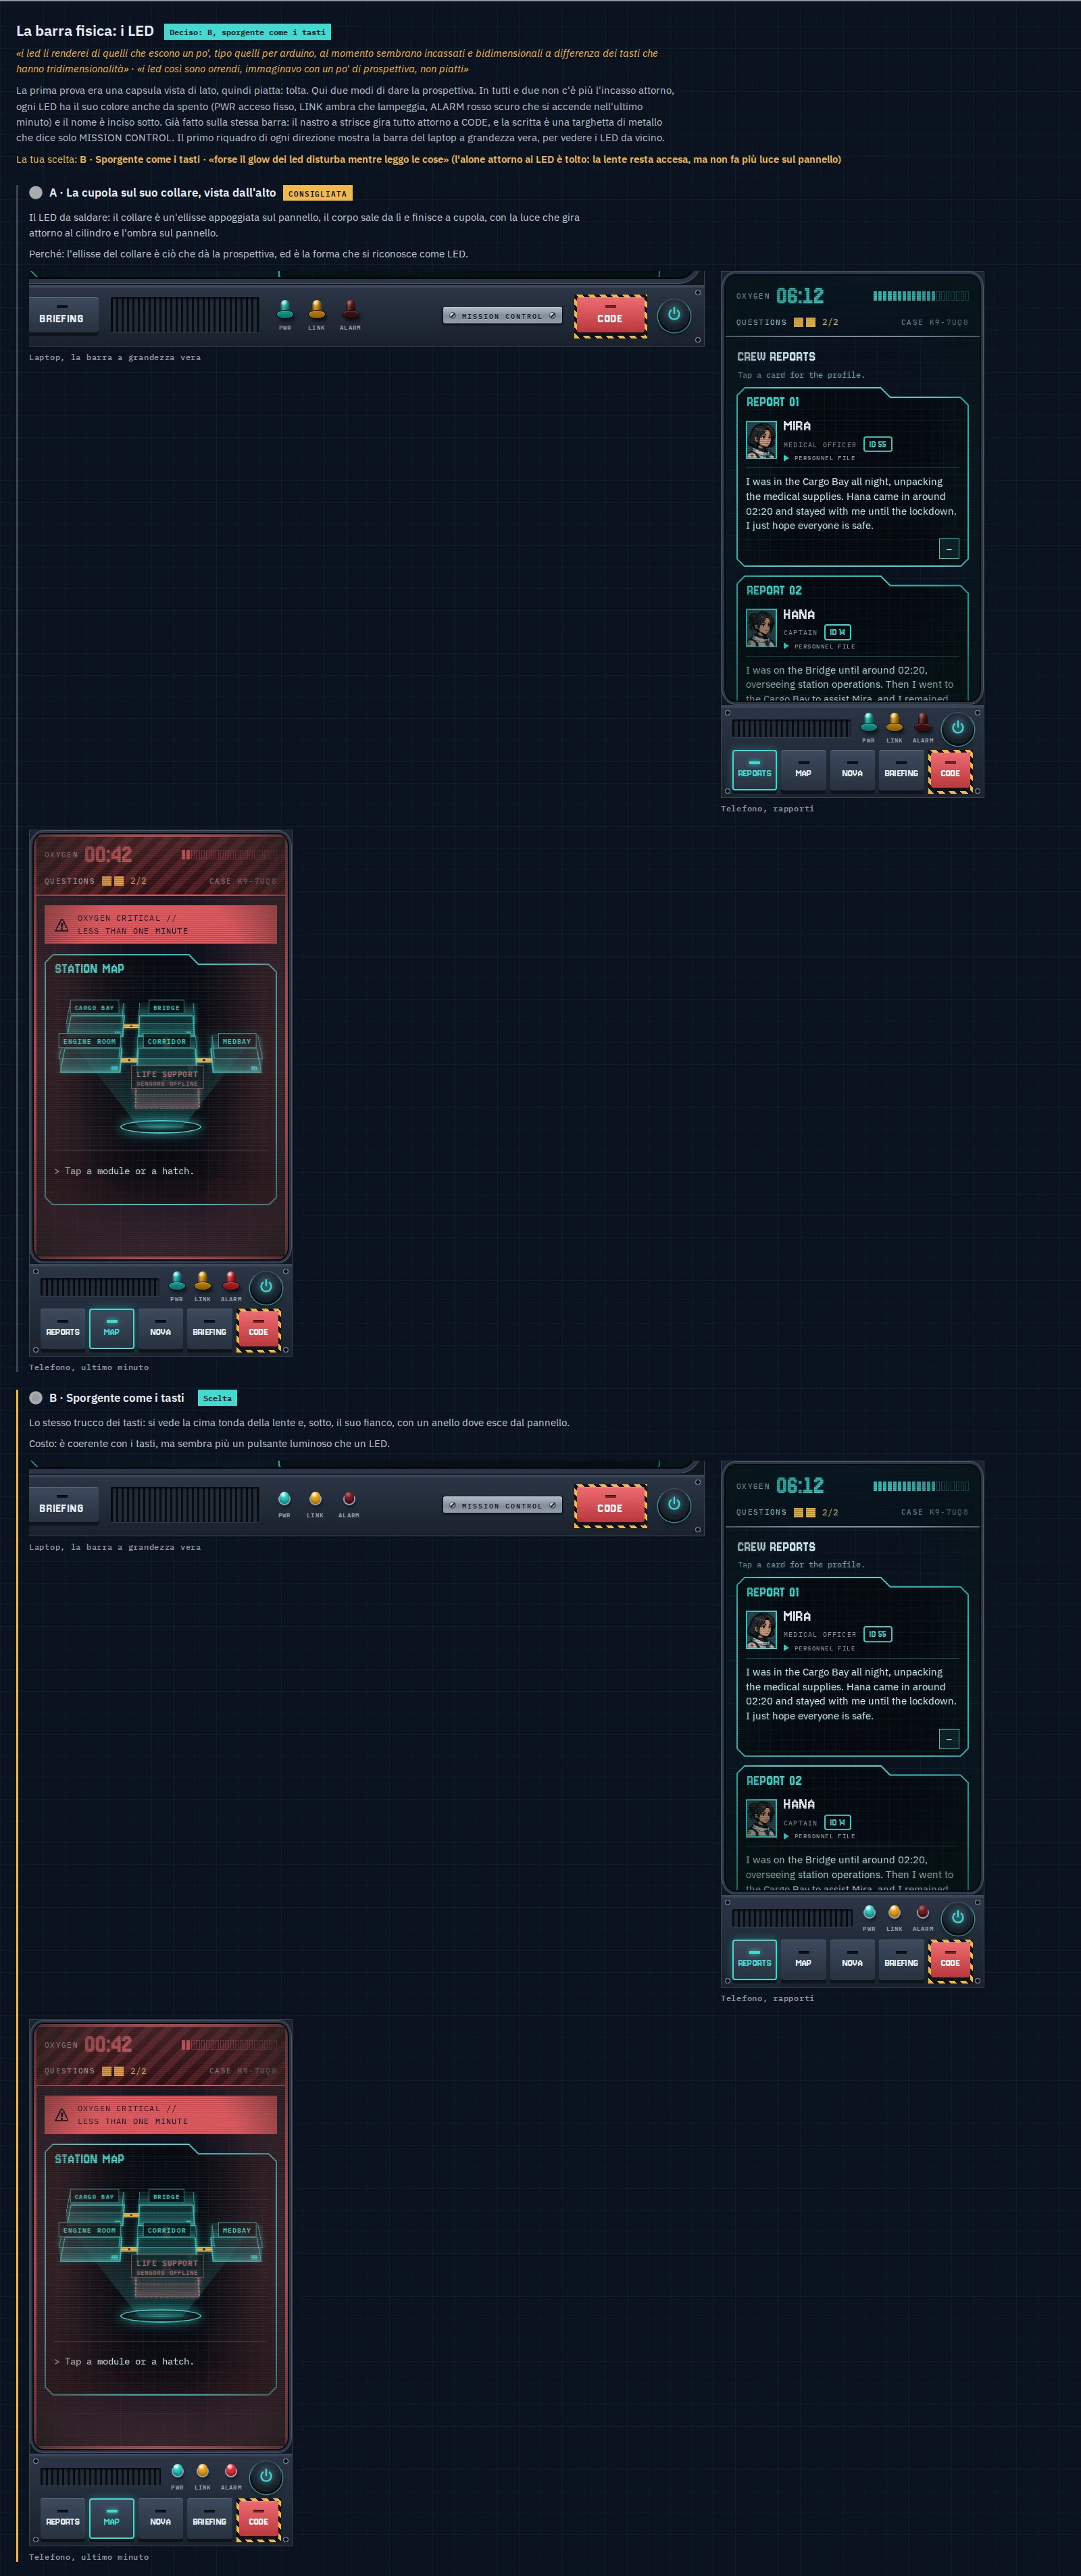 La barra fisica: i LED
Deciso: B, sporgente come i tasti
«i led li renderei di quelli che escono un po', tipo quelli per arduino, al momento sembrano incassati e bidimensionali a differenza dei tasti che
hanno tridimensionalità» · «i led così sono orrendi, immaginavo con un po' di prospettiva, non piatti»
La prima prova era una capsula vista di lato, quindi piatta: tolta. Qui due modi di dare la prospettiva. In tutti e due non c'è più l'incasso attorno,
ogni LED ha il suo colore anche da spento (PWR acceso fisso, LINK ambra che lampeggia, ALARM rosso scuro che si accende nell'ultimo
minuto) e il nome è inciso sotto. Già fatto sulla stessa barra: il nastro a strisce gira tutto attorno a CODE, e la scritta è una targhetta di metallo
che dice solo MISSION CONTROL. Il primo riquadro di ogni direzione mostra la barra del laptop a grandezza vera, per vedere i LED da vicino.
La tua scelta: B · Sporgente come i tasti · «forse il glow dei led disturba mentre leggo le cose» (l'alone attorno ai LED è tolto: la lente resta accesa, ma non fa più luce sul pannello)
A · La cupola sul suo collare, vista dall'alto
CONSIGLIATA
Il LED da saldare: il collare è un'ellisse appoggiata sul pannello, il corpo sale da lì e finisce a cupola, con la luce che gira
attorno al cilindro e l'ombra sul pannello.
Perché: l'ellisse del collare è ciò che dà la prospettiva, ed è la forma che si riconosce come LED.
BRIEFING
PWR
LINK
ALARM
MISSION CONTROL
CODE
Laptop, la barra a grandezza vera
OXYGEN 06:12
QUESTIONS 2/2
CASE K9-7UQ8
CREW REPORTS
Tap a card for the profile.
REPORT 01
MIRA
MEDICAL OFFICER
ID 55
PERSONNEL FILE
I was in the Cargo Bay all night, unpacking
the medical supplies. Hana came in around
02:20 and stayed with me until the lockdown.
I just hope everyone is safe.
–
REPORT 02
HANA
CAPTAIN
ID 14
PERSONNEL FILE
I was on the Bridge until around 02:20,
overseeing station operations. Then I went to
the Cargo Bay to assist Mira, and I remained
PWR
LINK
ALARM
REPORTS
MAP
NOVA
BRIEFING
CODE
Telefono, rapporti
OXYGEN 00:42
QUESTIONS 2/2
CASE K9-7UQ8
OXYGEN CRITICAL //
LESS THAN ONE MINUTE
STATION MAP
CARGO BAY
BRIDGE
ENGINE ROOM
CORRIDOR
MEDBAY
LIFE SUPPORT
SENSORS OFFLINE
> Tap a module or a hatch.
PWR
LINK
ALARM
REPORTS
MAP
NOVA
BRIEFING
CODE
Telefono, ultimo minuto
B · Sporgente come i tasti
Scelta
Lo stesso trucco dei tasti: si vede la cima tonda della lente e, sotto, il suo fianco, con un anello dove esce dal pannello.
Costo: è coerente con i tasti, ma sembra più un pulsante luminoso che un LED.
BRIEFING
PWR
LINK
ALARM
MISSION CONTROL
CODE
Laptop, la barra a grandezza vera
OXYGEN 06:12
QUESTIONS 2/2
CASE K9-7UQ8
CREW REPORTS
Tap a card for the profile.
REPORT 01
MIRA
MEDICAL OFFICER
ID 55
PERSONNEL FILE
I was in the Cargo Bay all night, unpacking
the medical supplies. Hana came in around
02:20 and stayed with me until the lockdown.
I just hope everyone is safe.
–
REPORT 02
HANA
CAPTAIN
ID 14
PERSONNEL FILE
I was on the Bridge until around 02:20,
overseeing station operations. Then I went to
the Cargo Bay to assist Mira, and I remained
PWR
LINK
ALARM
REPORTS
MAP
NOVA
BRIEFING
CODE
Telefono, rapporti
OXYGEN 00:42
QUESTIONS 2/2
CASE K9-7UQ8
OXYGEN CRITICAL //
LESS THAN ONE MINUTE
STATION MAP
CARGO BAY
BRIDGE
ENGINE ROOM
CORRIDOR
MEDBAY
LIFE SUPPORT
SENSORS OFFLINE
> Tap a module or a hatch.
PWR
LINK
ALARM
REPORTS
MAP
NOVA
BRIEFING
CODE
Telefono, ultimo minuto